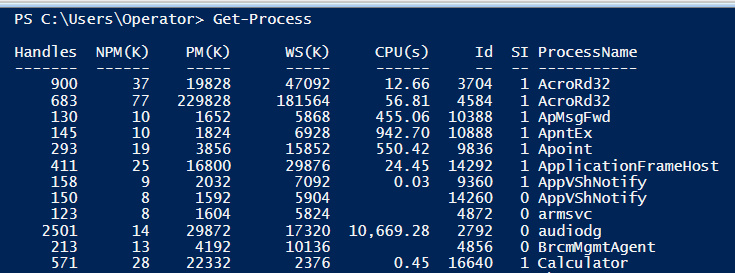 PS C:\Users\Operator> Get-Process
Handles NPM(K) PM(K) WS(K) CPU(s) Id SI ProcessName
------- ------ ----- ----- ------ -- -- -----------
900 37 19828 47092 12.66 3704 1 AcroRd32
683 77 229828 181564 56.81 4584 1 AcroRd32
130 10 1652 5868 455.06 10388 1 ApMsgFwd
145 10 1824 6928 942.70 10888 1 ApntEx
293 19 3856 15852 550.42 9836 1 Apoint
411 25 16800 29876 24.45 14292 1 ApplicationFrameHost
158 9 2032 7092 0.03 9360 1 AppVShNotify
150 8 1592 5904 14260 0 AppVShNotify
123 8 1604 5824 4872 0 armsvc
2501 14 29872 17320 10,669.28 2792 0 audiodg
213 13 4192 10136 4856 0 BrcmMgmtAgent
571 28 22332 2376 0.45 16640 1 Calculator